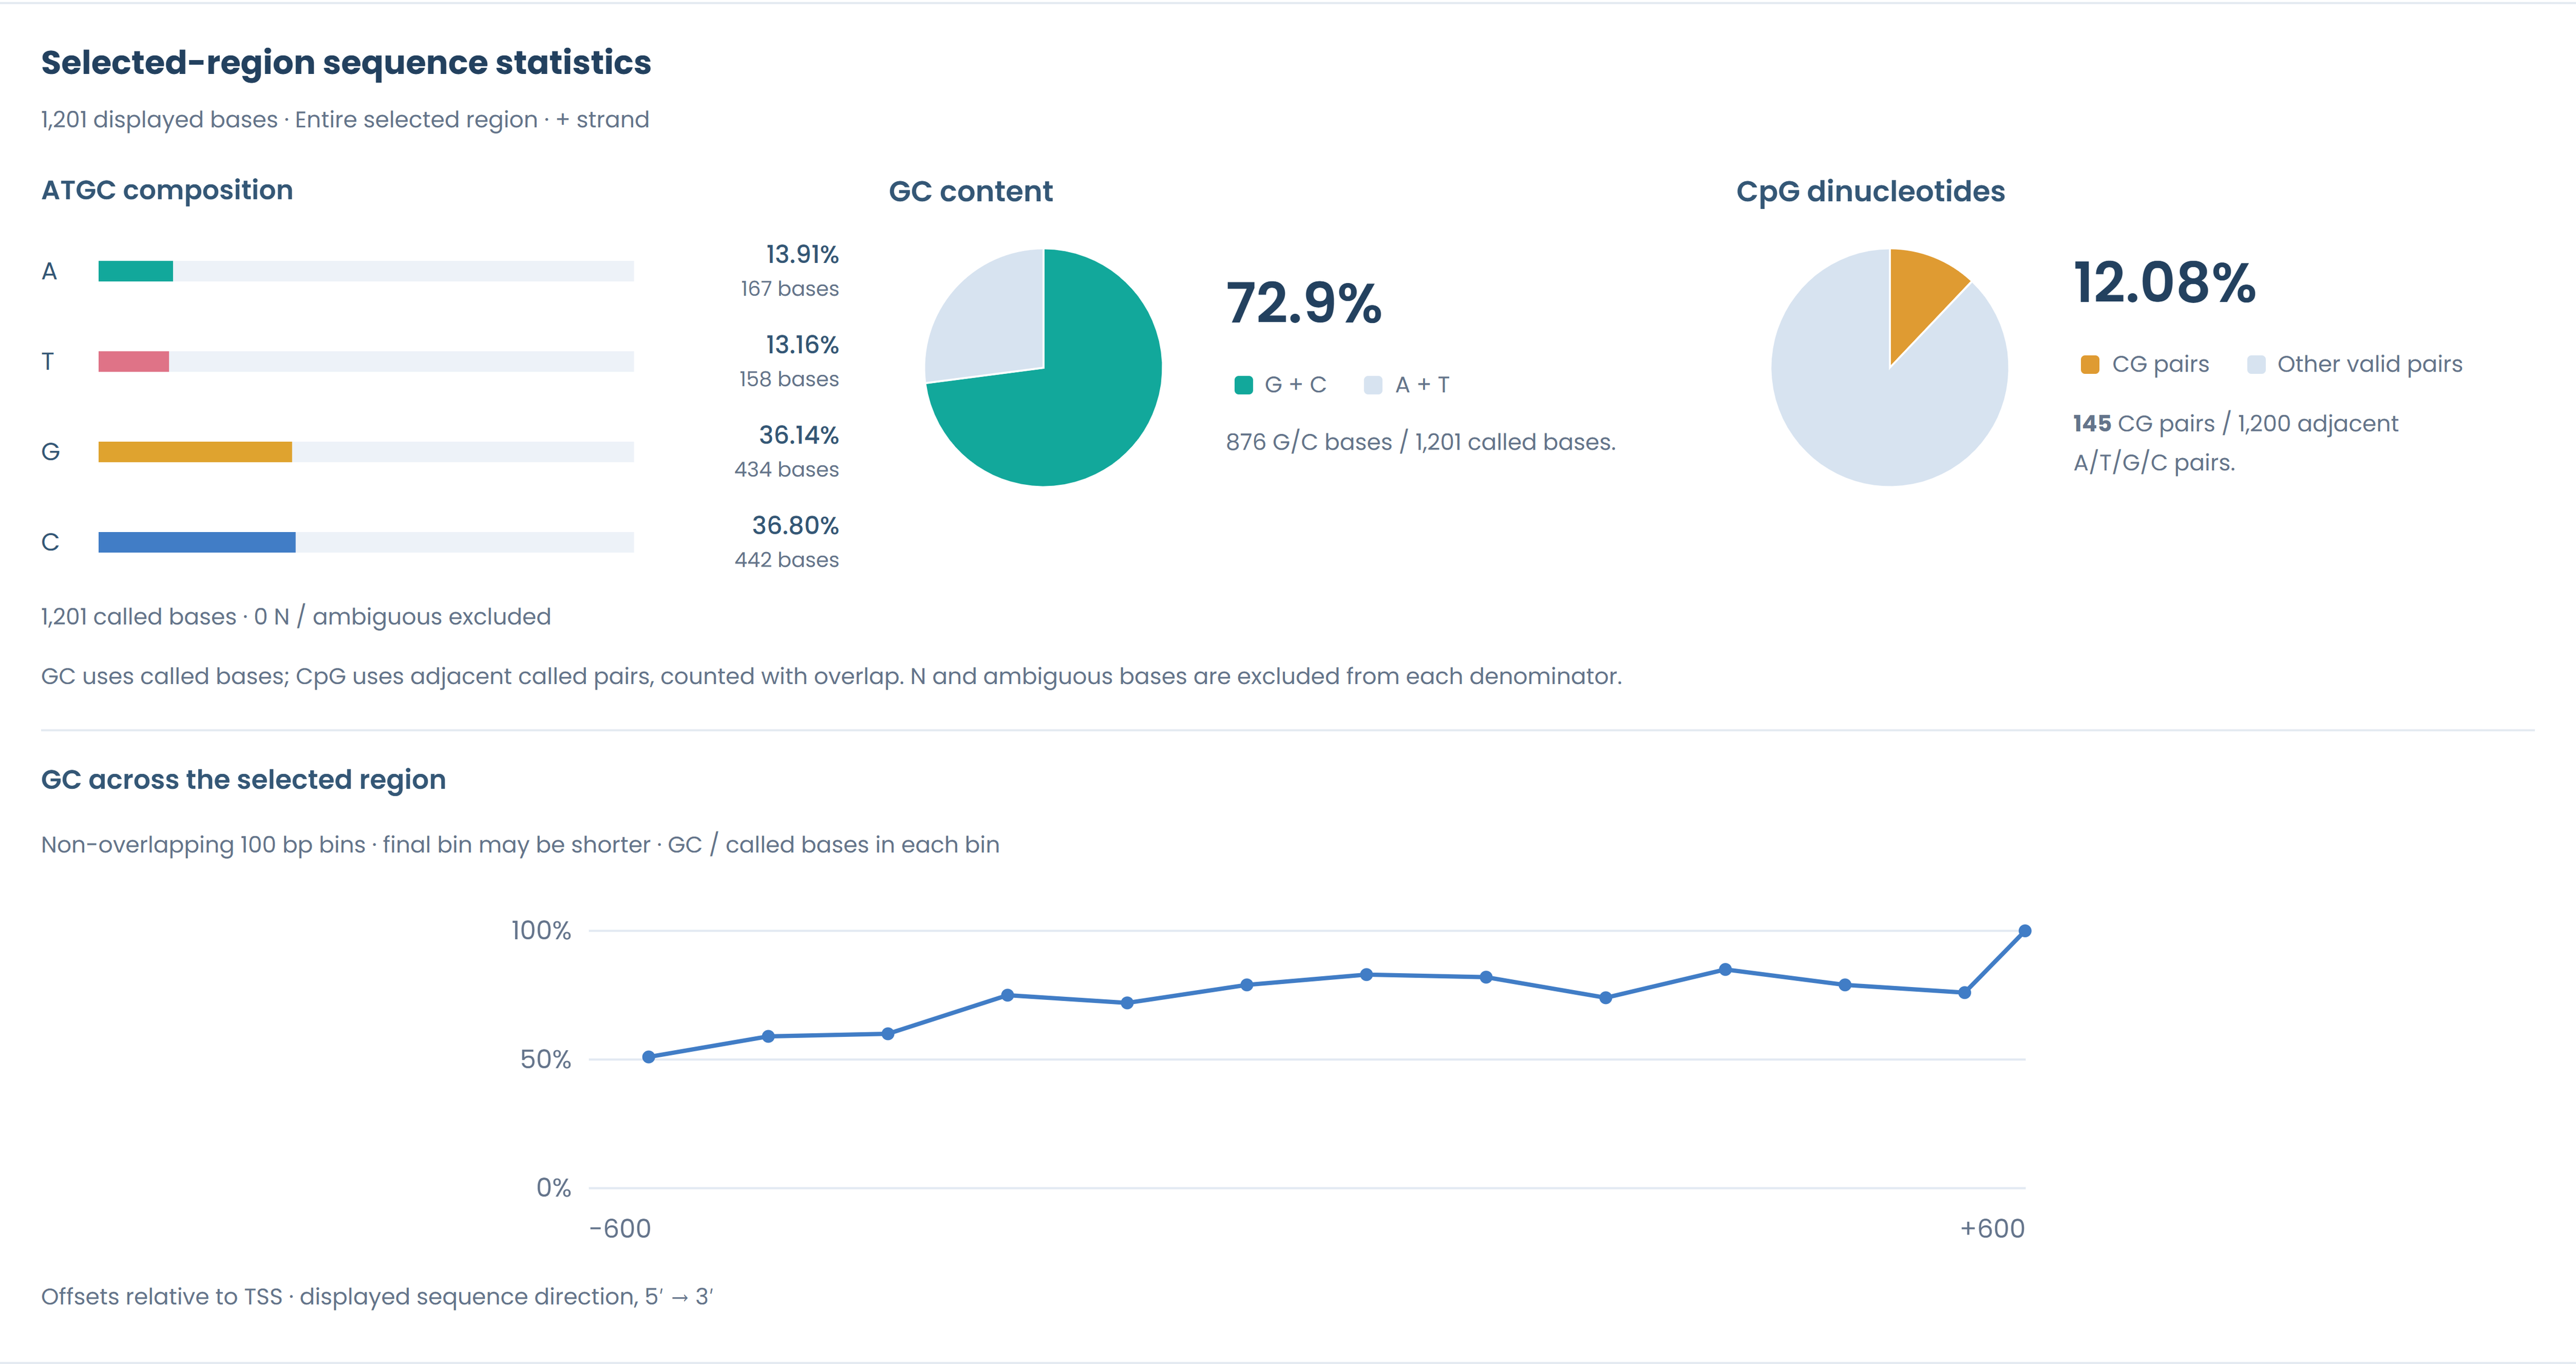 Selected-region sequence statistics
1,201 displayed bases · Entire selected region · + strand
ATGC composition
A
13.91%
167 bases
T
13.16%
158 bases
G
36.14%
434 bases
C
36.80%
442 bases
1,201 called bases · 0 N / ambiguous excluded
GC content
72.9%
G + C
A + T
876 G/C bases / 1,201 called bases.
CpG dinucleotides
12.08%
CG pairs
Other valid pairs
145 CG pairs / 1,200 adjacent
A/T/G/C pairs.
GC uses called bases; CpG uses adjacent called pairs, counted with overlap. N and ambiguous bases are excluded from each denominator.
GC across the selected region
Non-overlapping 100 bp bins · final bin may be shorter · GC / called bases in each bin
100%
50%
0%
−600
+600
Offsets relative to TSS · displayed sequence direction, 5′ → 3′